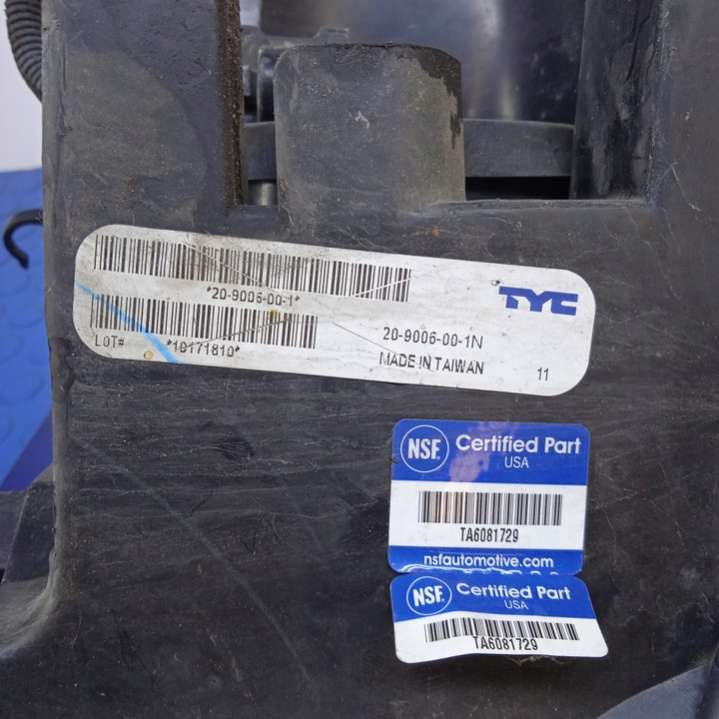 *20-9006-00-1*
TYC
LOT# *10171810*
20-9006-00-1N
MADE IN TAIWAN
11
NSF. Certified Part
USA
TA6081729
nsfautomotive.com
NSF. Certified Part
USA
TA6081729